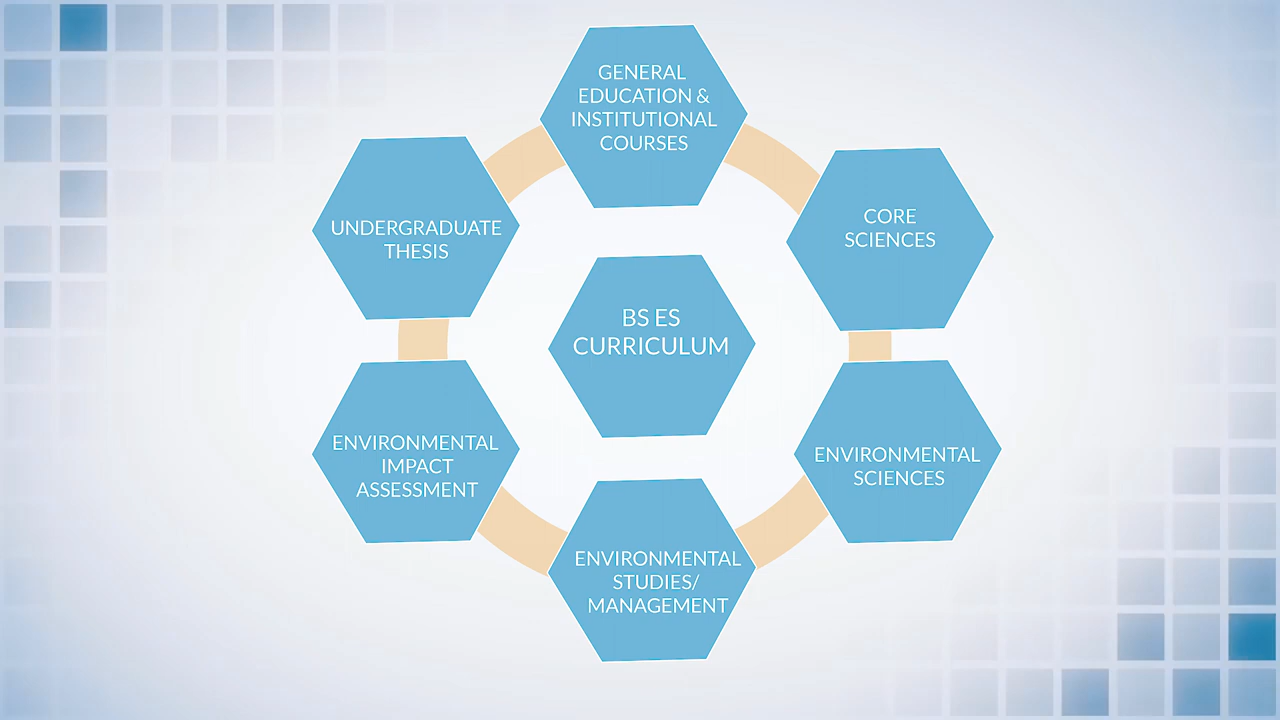 GENERAL
EDUCATION &
INSTITUTIONAL
COURSES
CORE
SCIENCES
ENVIRONMENTAL
SCIENCES
ENVIRONMENTAL
STUDIES/
MANAGEMENT
ENVIRONMENTAL
IMPACT
ASSESSMENT
UNDERGRADUATE
THESIS
BS ES
CURRICULUM